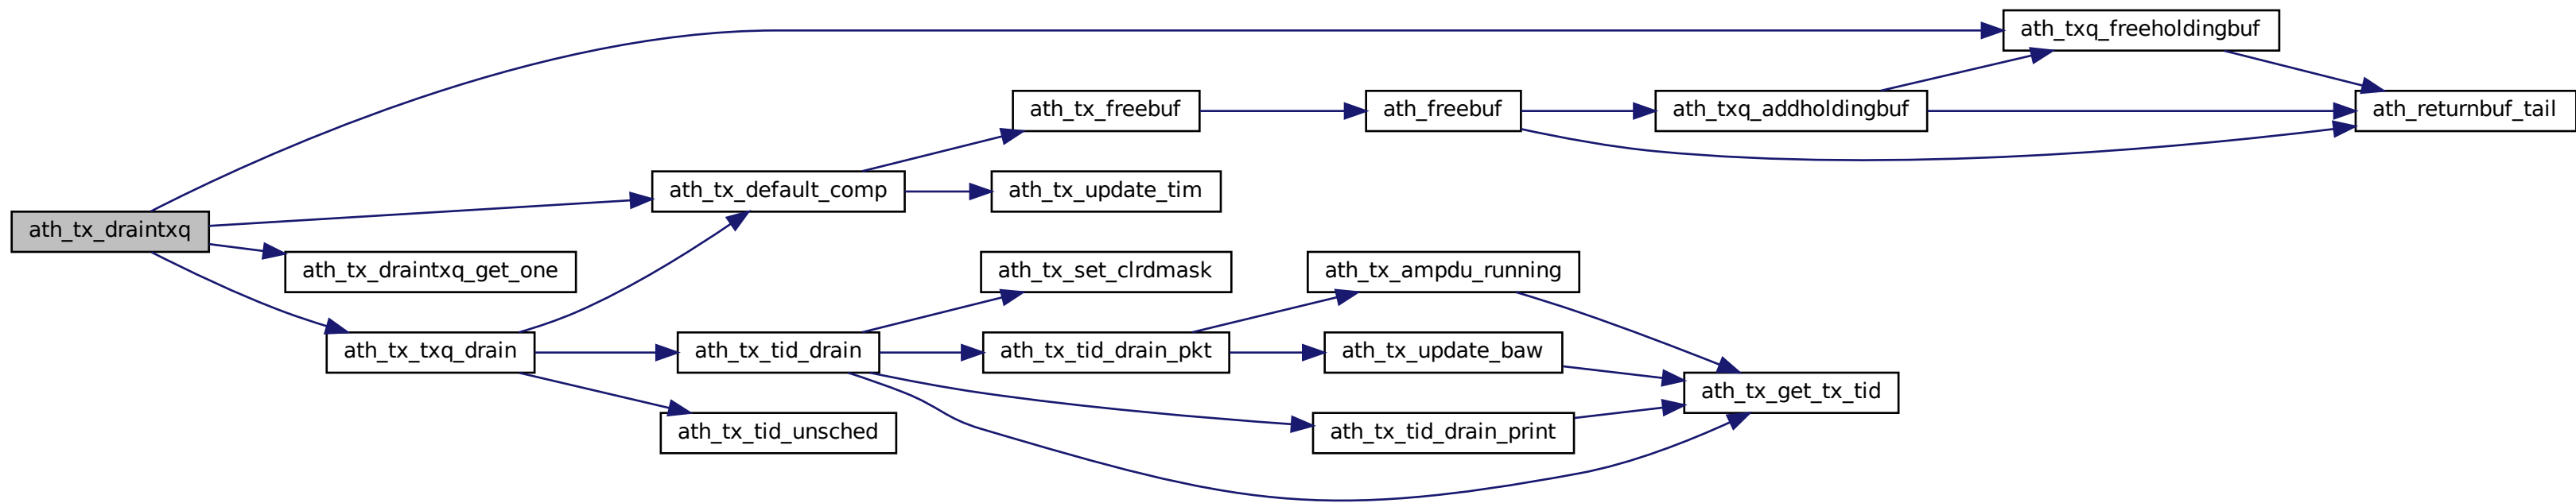 ath_txq_freeholdingbuf
ath_tx_freebuf
ath_freebuf
ath_txq_addholdingbuf
ath_returnbuf_tail
ath_tx_default_comp
ath_tx_update_tim
ath_tx_draintxq
ath_tx_draintxq_get_one
ath_tx_set_clrdmask
ath_tx_ampdu_running
ath_tx_txq_drain
ath_tx_tid_drain
ath_tx_tid_drain_pkt
ath_tx_update_baw
ath_tx_get_tx_tid
ath_tx_tid_unsched
ath_tx_tid_drain_print